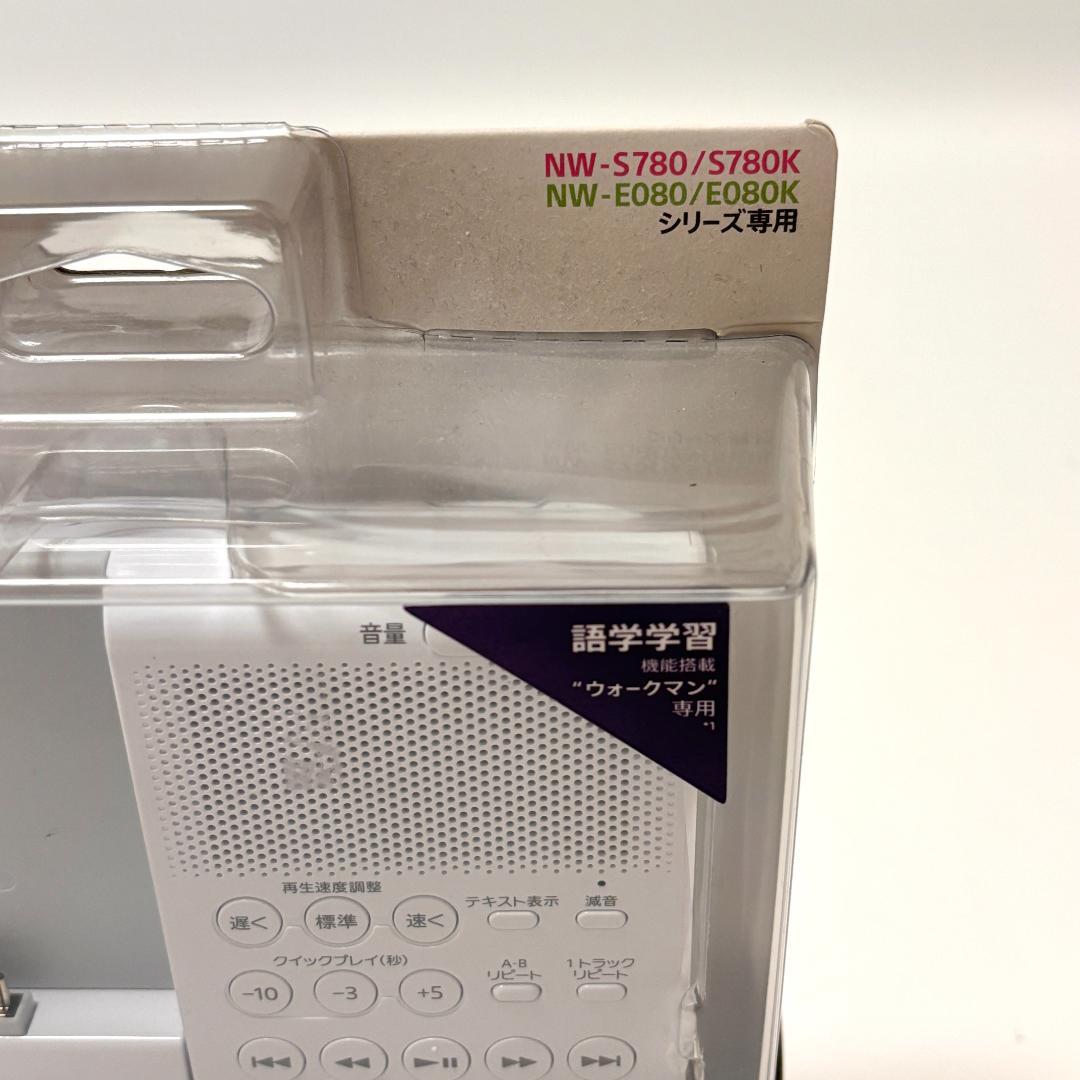 NW-S780/S780K
NW-E080/E080K
シリーズ専用
音量
語学学習
機能搭載
“ウォークマン”
専用
*1
再生速度調整
遅く
標準
速く
テキスト表示
減音
クイックプレイ(秒)
−10
−3
+5
A-B
リピート
1トラック
リピート